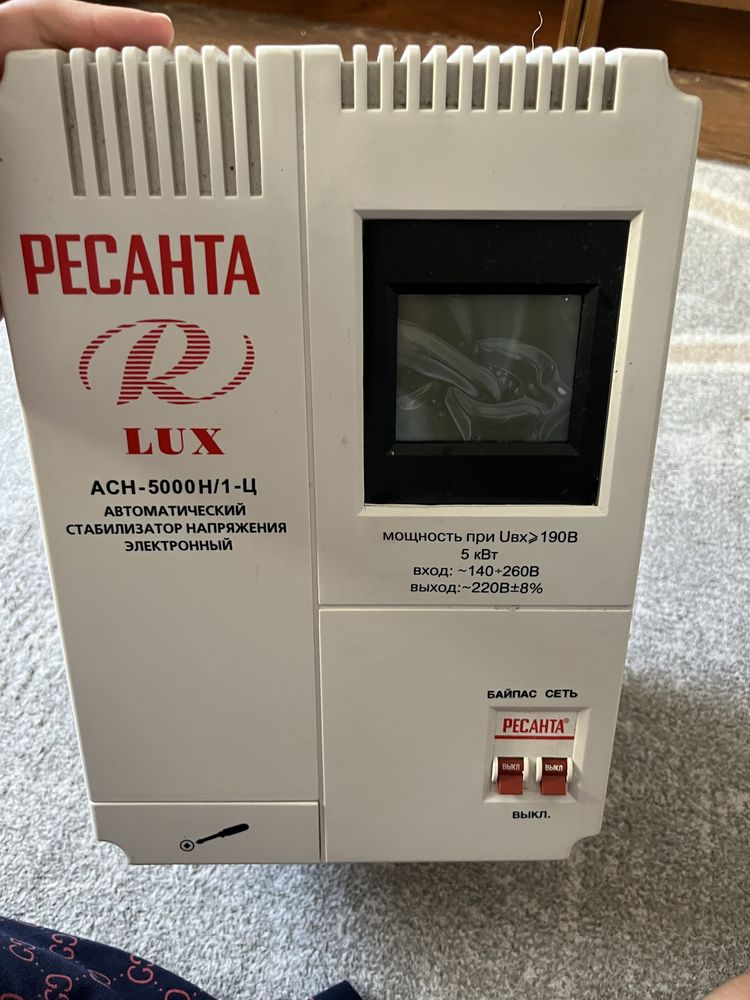 РЕСАНТА
R
LUX
АСН-5000Н/1-Ц
АВТОМАТИЧЕСКИЙ
СТАБИЛИЗАТОР НАПРЯЖЕНИЯ
ЭЛЕКТРОННЫЙ
мощность при Uвх⩾190В
5 кВт
вход: ~140÷260В
выход:~220В±8%
БАЙПАС СЕТЬ
РЕСАНТА®
ВЫКЛ ВЫКЛ
ВЫКЛ.